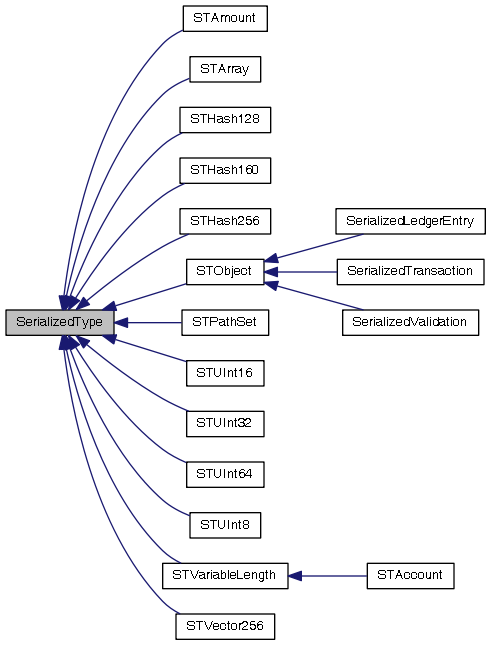 STAmount
STArray
STHash128
STHash160
STHash256
SerializedLedgerEntry
STObject
SerializedTransaction
SerializedType
STPathSet
SerializedValidation
STUInt16
STUInt32
STUInt64
STUInt8
STVariableLength
STAccount
STVector256